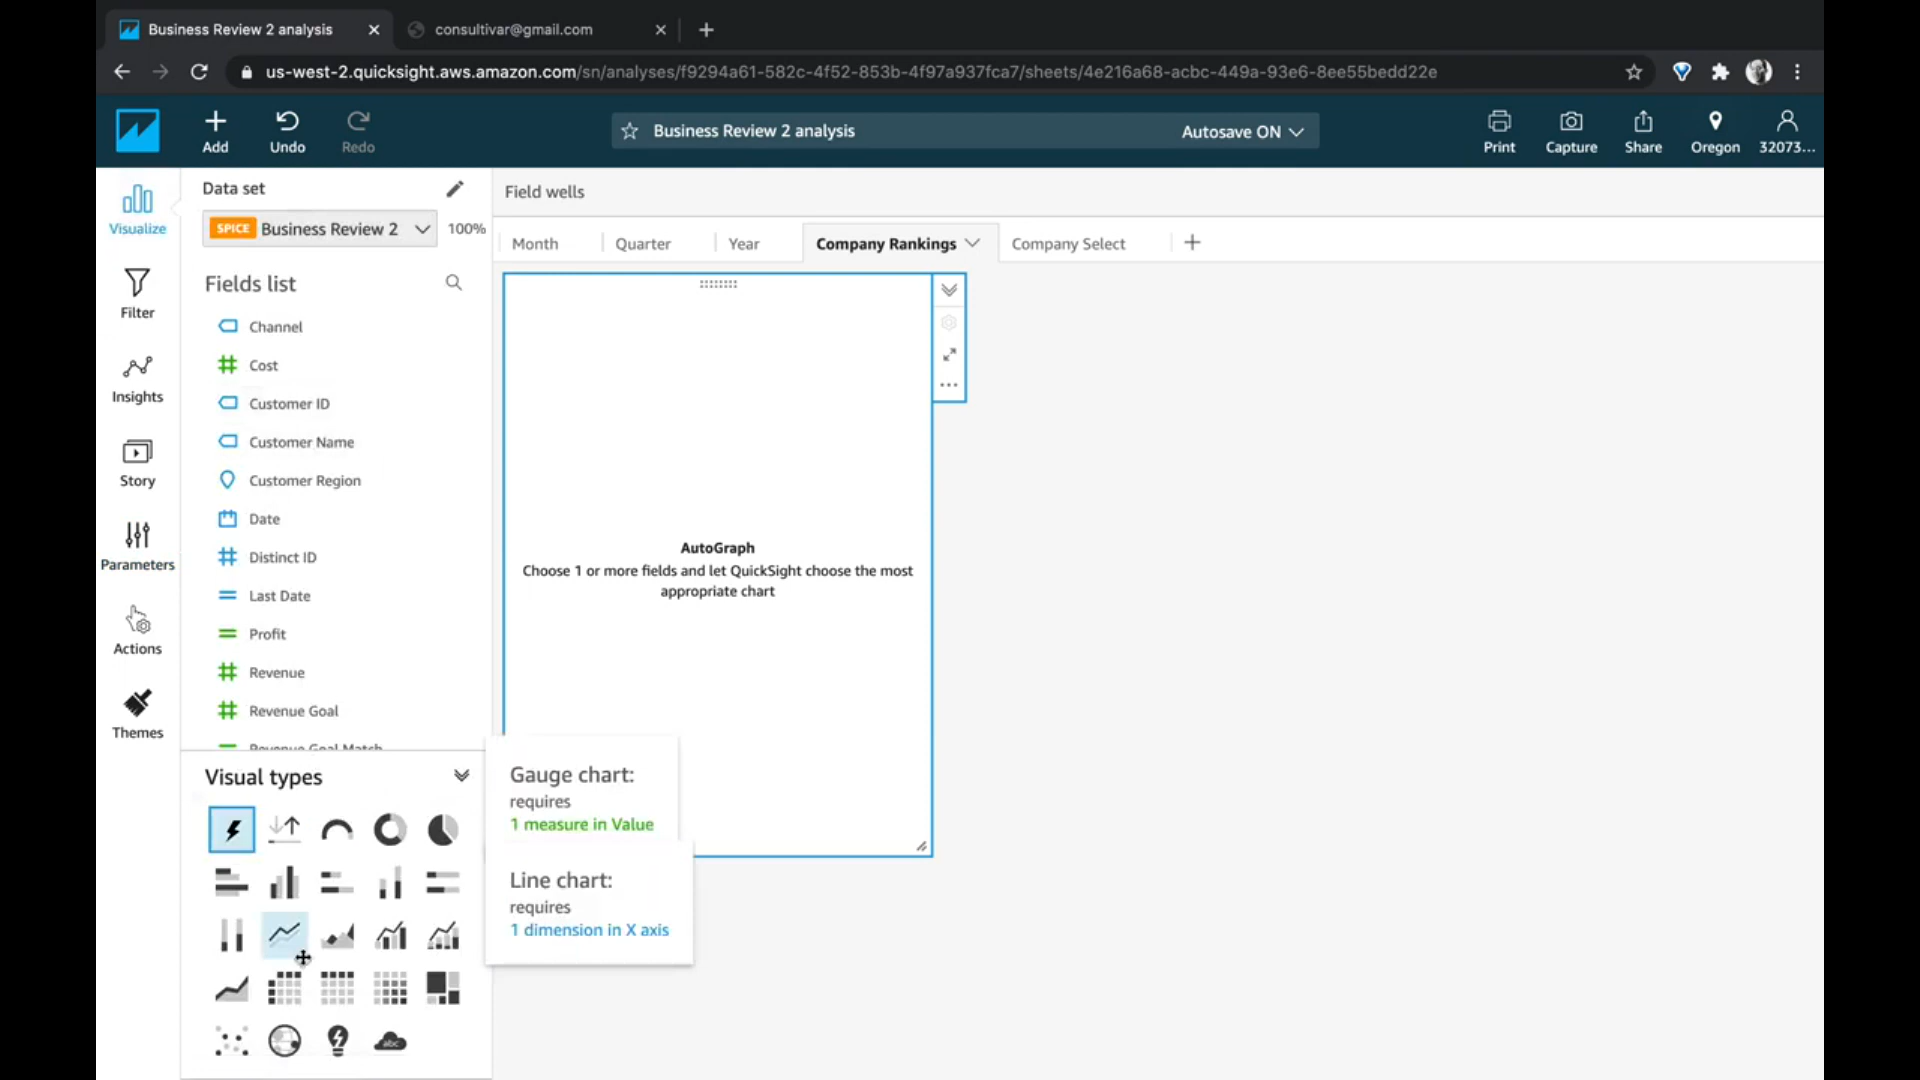 Business Review 2 analysis
consultivar@gmail.com
us-west-2.quicksight.aws.amazon.com/sn/analyses/f9294a61-582c-4f52-853b-4f97a937fca7/sheets/4e216a68-acbc-449a-93e6-8ee55bedd22e
Add
Undo
Redo
Business Review 2 analysis
Autosave ON
Print
Capture
Share
Oregon
32073...
Visualize
Filter
Insights
Story
Parameters
Actions
Themes
Data set
SPICE Business Review 2 100%
Fields list
Channel
Cost
Customer ID
Customer Name
Customer Region
Date
Distinct ID
Last Date
Profit
Revenue
Revenue Goal
Revenue Goal Match
Visual types
abc
Field wells
Month
Quarter
Year
Company Rankings
Company Select
AutoGraph
Choose 1 or more fields and let QuickSight choose the most
appropriate chart
Gauge chart:
requires
1 measure in Value
Line chart:
requires
1 dimension in X axis